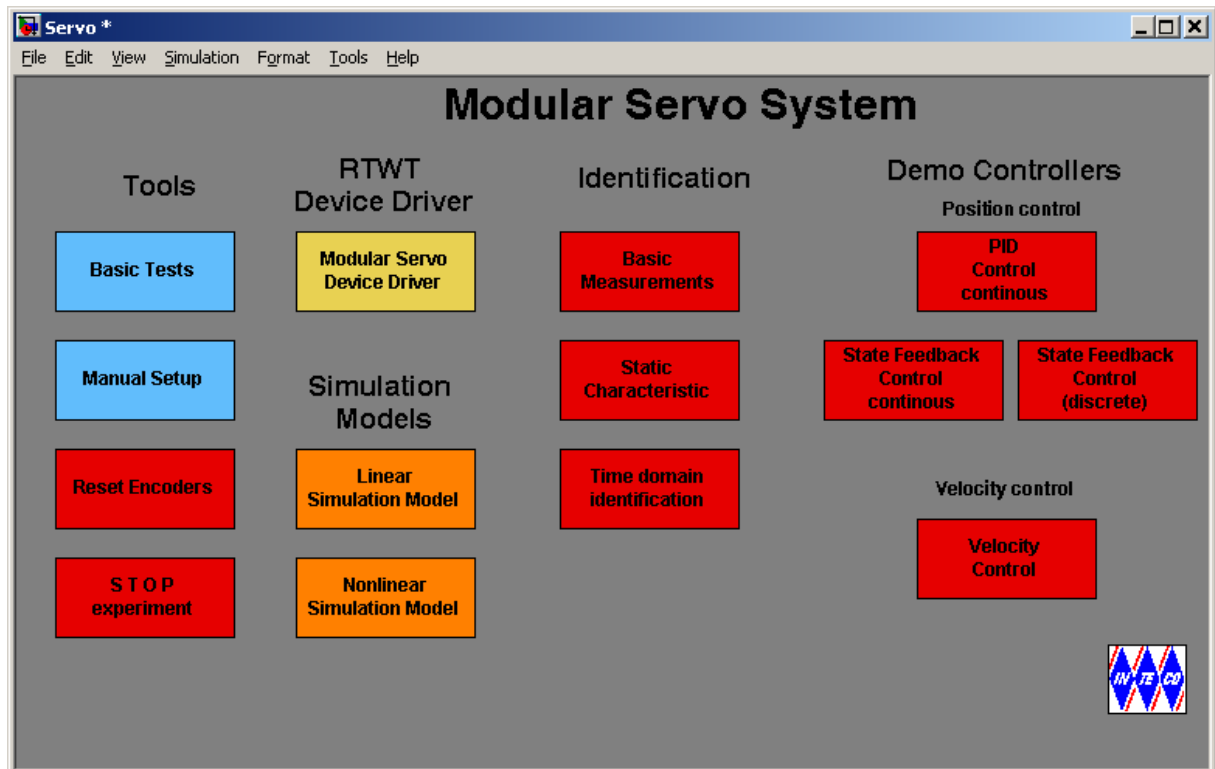 Servo *
File Edit View Simulation Format Tools Help
Modular Servo System
Tools
Basic Tests
Manual Setup
Reset Encoders
S T O P
experiment
RTWT
Device Driver
Modular Servo
Device Driver
Simulation
Models
Linear
Simulation Model
Nonlinear
Simulation Model
Identification
Basic
Measurements
Static
Characteristic
Time domain
identification
Demo Controllers
Position control
PID
Control
continous
State Feedback
Control
continous
State Feedback
Control
(discrete)
Velocity control
Velocity
Control
IN TE CO